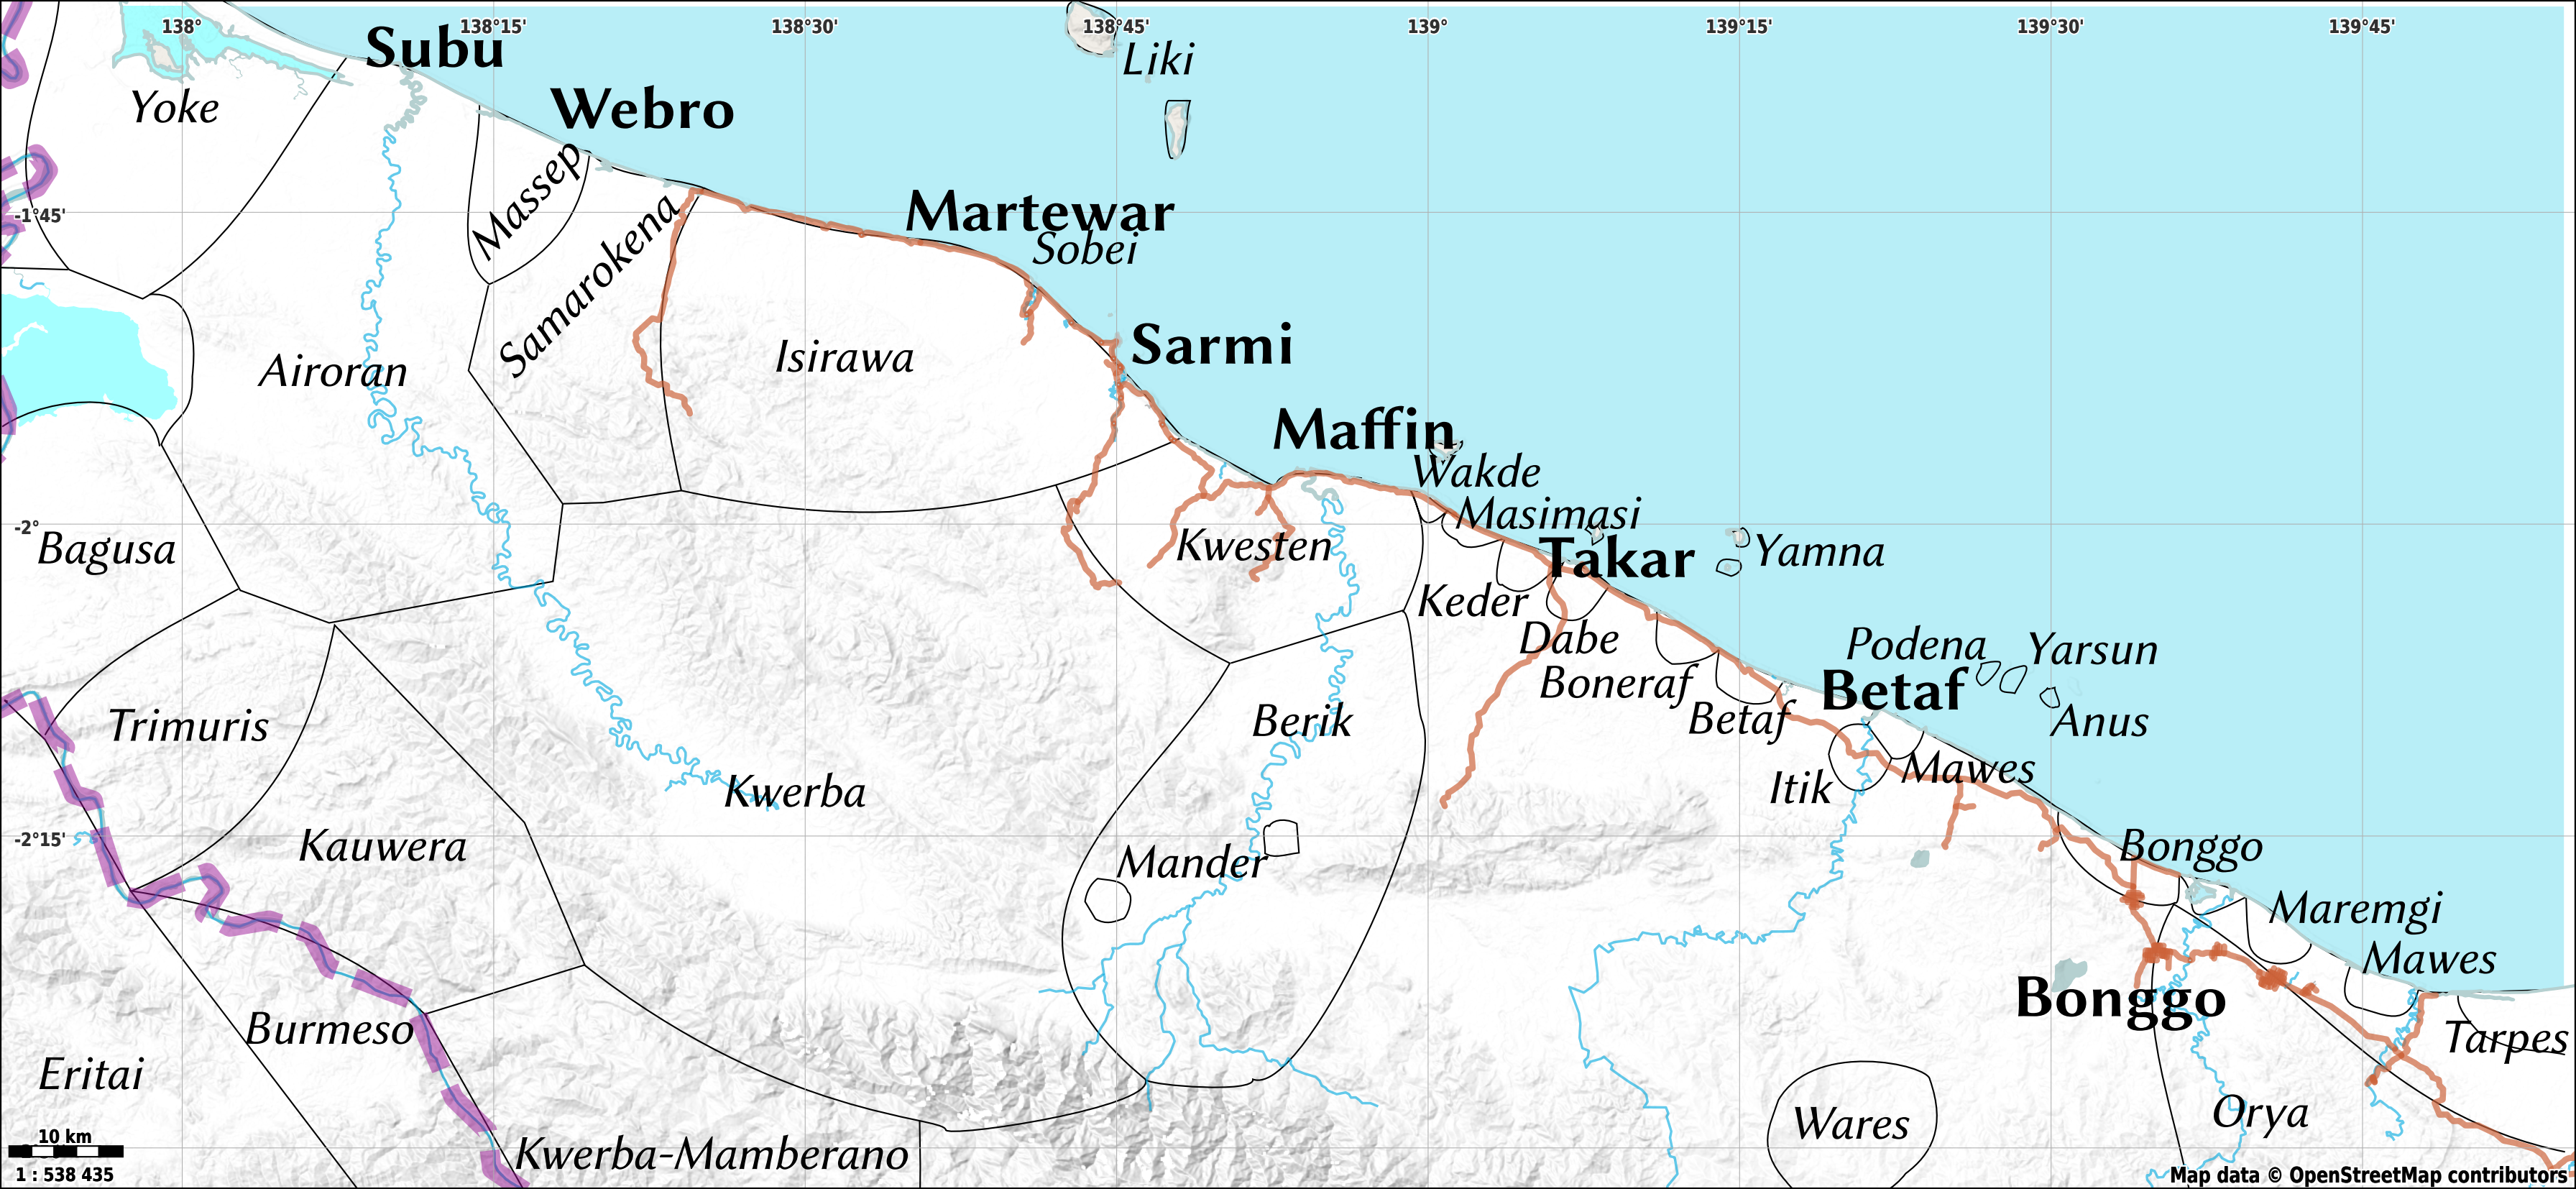 138°
138°15'
138°30'
138°45'
139°
139°15'
139°30'
139°45'
Subu
Liki
Yoke
Webro
Massep
-1°45'
Martewar
Sobei
Samarokena
Airoran
Isirawa
Sarmi
Maffin
Wakde
Masimasi
-2°
Bagusa
Kwesten
Takar
Yamna
Keder
Dabe
Podena
Yarsun
Boneraf
Betaf
Betaf
Anus
Trimuris
Berik
Mawes
Itik
Kwerba
-2°15'
Kauwera
Mander
Bonggo
Maremgi
Mawes
Bonggo
Burmeso
Tarpes
Eritai
Orya
Wares
Kwerba-Mamberano
10 km
1 : 538 435
Map data © OpenStreetMap contributors